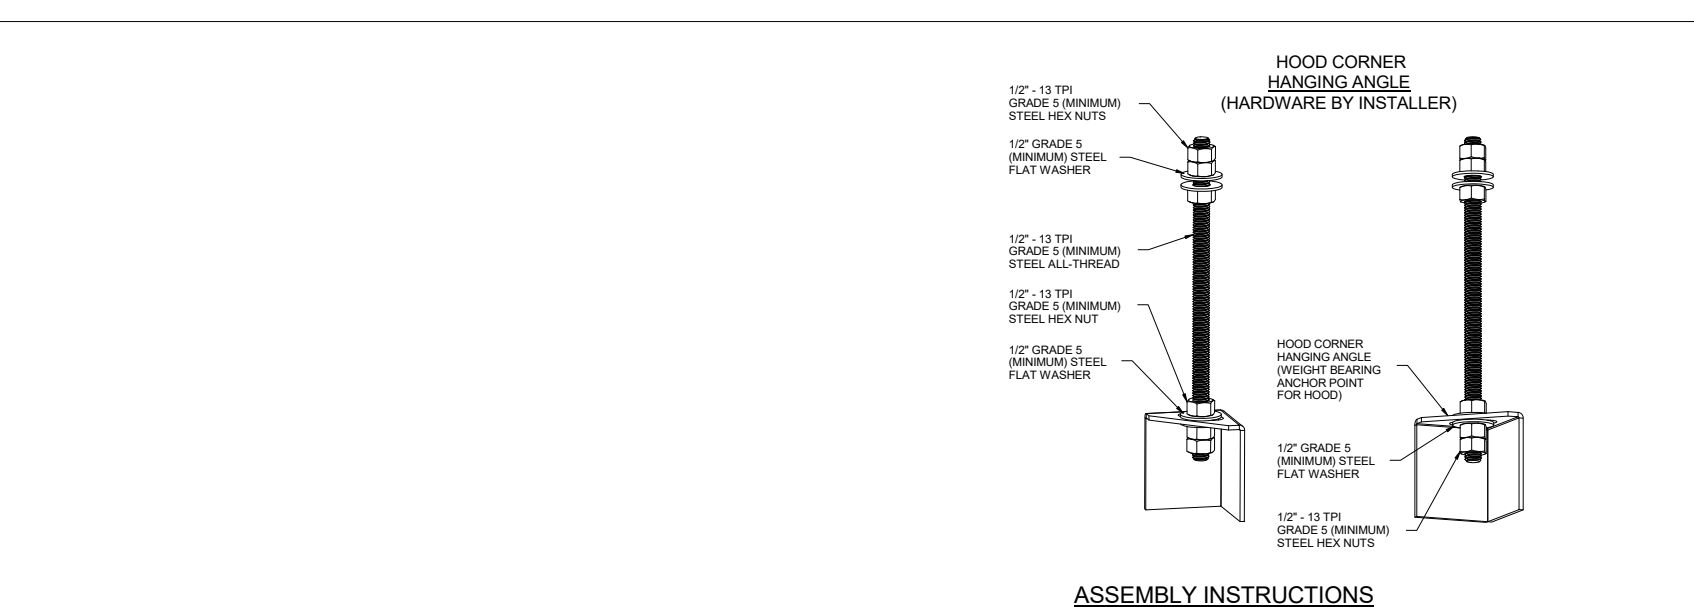 HOOD CORNER
HANGING ANGLE
(HARDWARE BY INSTALLER)
1/2" - 13 TPI
GRADE 5 (MINIMUM)
STEEL HEX NUTS
1/2" GRADE 5
(MINIMUM) STEEL
FLAT WASHER
1/2" - 13 TPI
GRADE 5 (MINIMUM)
STEEL ALL-THREAD
1/2" - 13 TPI
GRADE 5 (MINIMUM)
STEEL HEX NUT
1/2" GRADE 5
(MINIMUM) STEEL
FLAT WASHER
HOOD CORNER
HANGING ANGLE
(WEIGHT BEARING
ANCHOR POINT
FOR HOOD)
1/2" GRADE 5
(MINIMUM) STEEL
FLAT WASHER
1/2" - 13 TPI
GRADE 5 (MINIMUM)
STEEL HEX NUTS
ASSEMBLY INSTRUCTIONS